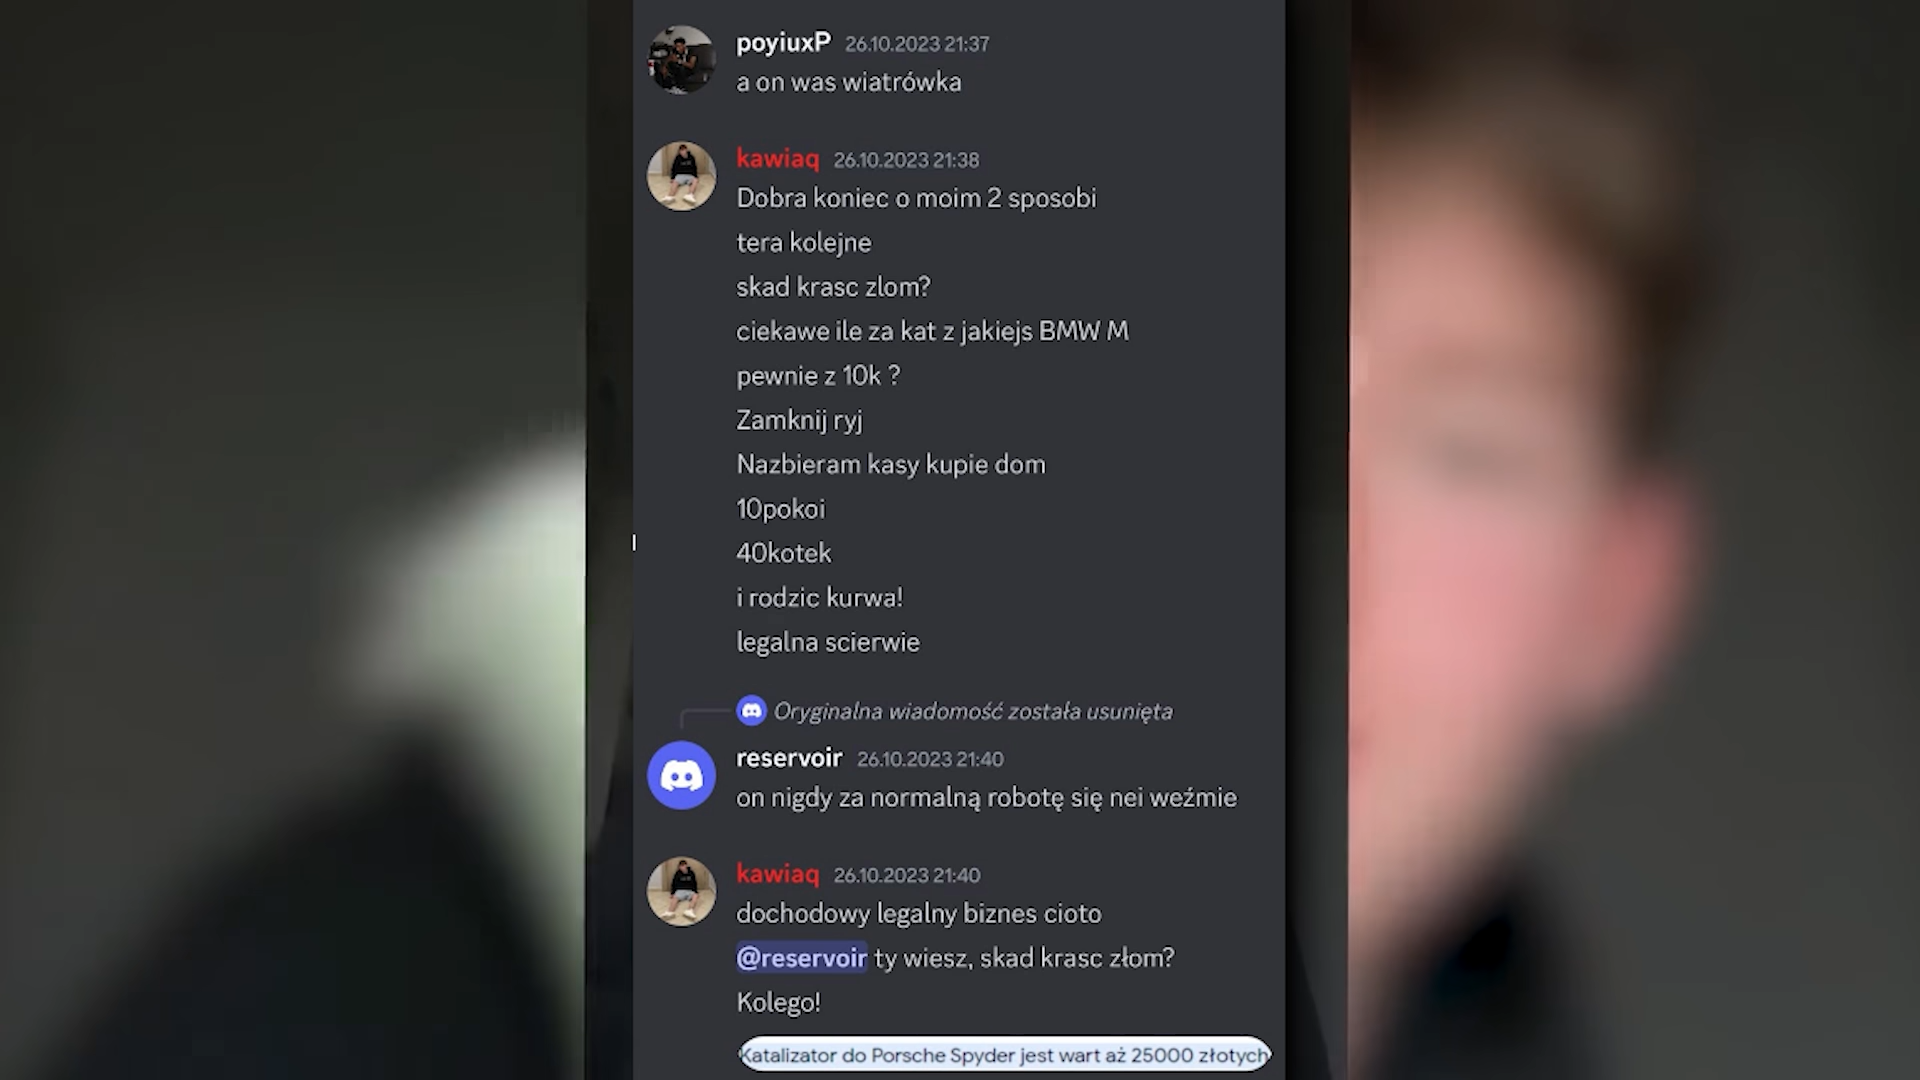 poyiuxP 26.10.2023 21:37
a on was wiatrówka
kawiaq 26.10.2023 21:38
Dobra koniec o moim 2 sposobi
tera kolejne
skad krasc zlom?
ciekawe ile za kat z jakiejs BMW M
pewnie z 10k ?
Zamknij ryj
Nazbieram kasy kupie dom
10pokoi
40kotek
i rodzic kurwa!
legalna scierwie
Oryginalna wiadomość została usunięta
reservoir 26.10.2023 21:40
on nigdy za normalną robotę się nei weźmie
kawiaq 26.10.2023 21:40
dochodowy legalny biznes cioto
@reservoir ty wiesz, skad krasc złom?
Kolego!
Katalizator do Porsche Spyder jest wart aż 25000 złotych